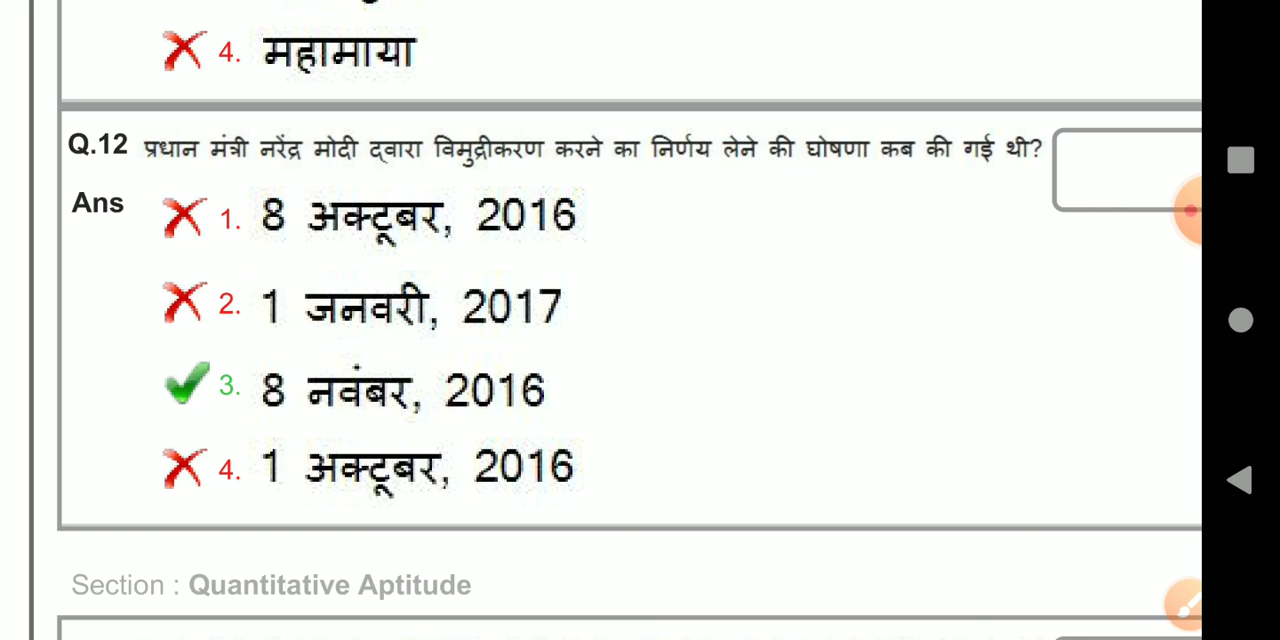 4. महामाया
Q.12 प्रधान मंत्री नरेंद्र मोदी द्वारा विमुद्रीकरण करने का निर्णय लेने की घोषणा कब की गई थी?
Ans
1. 8 अक्टूबर, 2016
2. 1 जनवरी, 2017
3. 8 नवंबर, 2016
4. 1 अक्टूबर, 2016
Section : Quantitative Aptitude